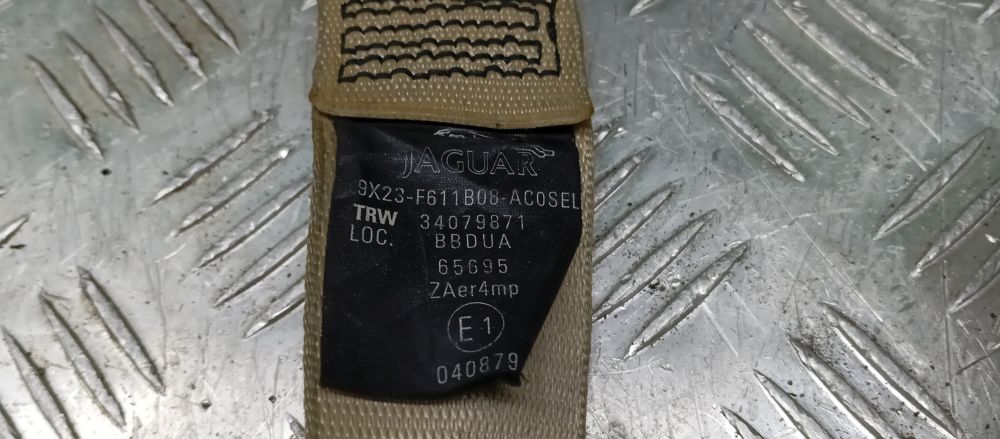 JAGUAR
9X23-F611B08-AC0SEL
TRW 34079871
LOC. BBDUA
65695
ZAer4mp
E1
040879